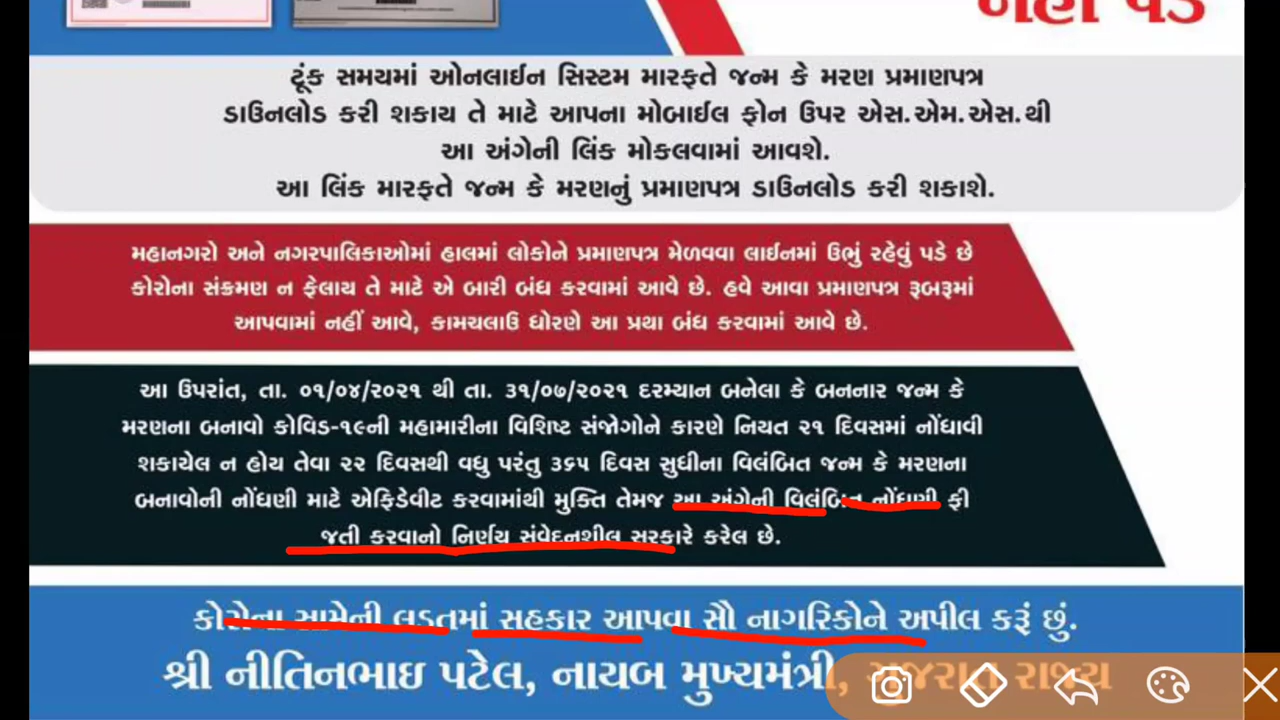 નહીં પડે
ટૂંક સમયમાં ઓનલાઈન સિસ્ટમ મારફતે જન્મ કે મરણ પ્રમાણપત્ર
ડાઉનલોડ કરી શકાય તે માટે આપના મોબાઈલ ફોન ઉપર એસ.એમ.એસ.થી
આ અંગેની લિંક મોકલવામાં આવશે.
આ લિંક મારફતે જન્મ કે મરણનું પ્રમાણપત્ર ડાઉનલોડ કરી શકાશે.
મહાનગરો અને નગરપાલિકાઓમાં હાલમાં લોકોને પ્રમાણપત્ર મેળવવા લાઈનમાં ઉભું રહેવું પડે છે
કોરોના સંક્રમણ ન ફેલાય તે માટે એ બારી બંધ કરવામાં આવે છે. હવે આવા પ્રમાણપત્ર રૂબરૂમાં
આપવામાં નહીં આવે, કામચલાઉ ધોરણે આ પ્રથા બંધ કરવામાં આવે છે.
આ ઉપરાંત, તા. ૦૧/૦૪/૨૦૨૧ થી તા. ૩૧/૦૭/૨૦૨૧ દરમ્યાન બનેલા કે બનનાર જન્મ કે
મરણના બનાવો કોવિડ-૧૯ની મહામારીના વિશિષ્ટ સંજોગોને કારણે નિયત ૨૧ દિવસમાં નોંધાવી
શકાયેલ ન હોય તેવા ૨૨ દિવસથી વધુ પરંતુ ૩૬૫ દિવસ સુધીના વિલંબિત જન્મ કે મરણના
બનાવોની નોંધણી માટે એફિડેવીટ કરવામાંથી મુક્તિ તેમજ આ અંગેની વિલંબિત નોંધણી ફી
જતી કરવાનો નિર્ણય સંવેદનશીલ સરકારે કરેલ છે.
કોરોના સામેની લડતમાં સહકાર આપવા સૌ નાગરિકોને અપીલ કરૂં છું.
શ્રી નીતિનભાઇ પટેલ, નાયબ મુખ્યમંત્રી, ગુજરાત રાજ્ય